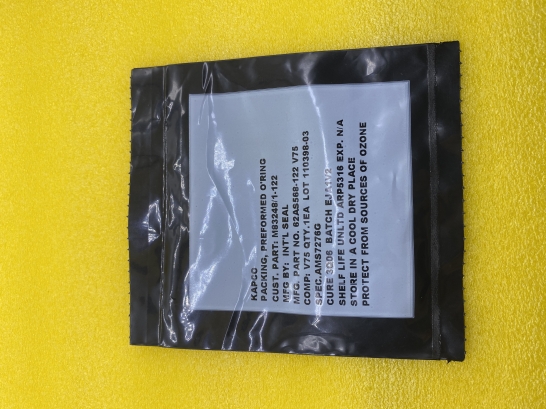 KAPCO
PACKING, PREFORMED O'RING
CUST. PART: M83248/1-122
MFG BY: INT'L SEAL
MFG. PART NO. 62AS568-122 V75
COMP: V75 QTY.1EA LOT 110398-03
SPEC.AMS7276G
CURE 3Q06 BATCH
SHELF LIFE UNLTD ARP5316 EXP. N/A
STORE IN A COOL DRY PLACE
PROTECT FROM SOURCES OF OZONE